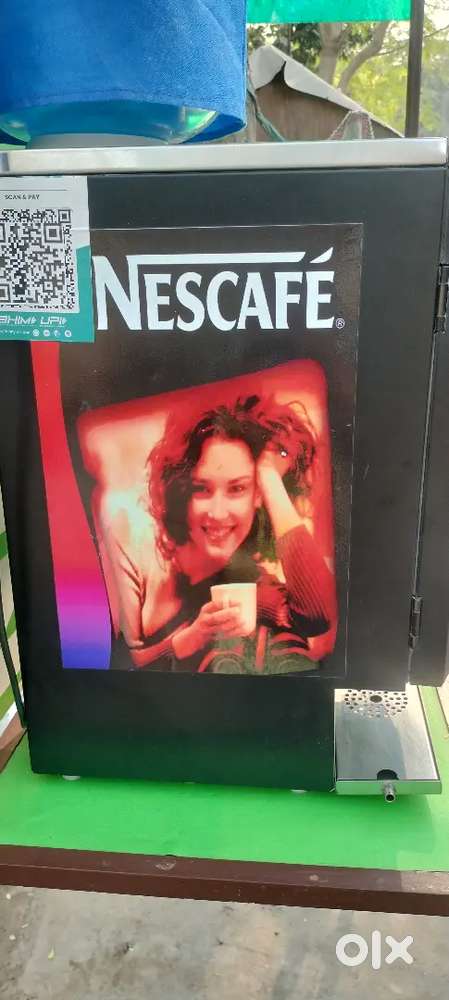 SCAN & PAY
BHIM UPI
NESCAFÉ®
olx